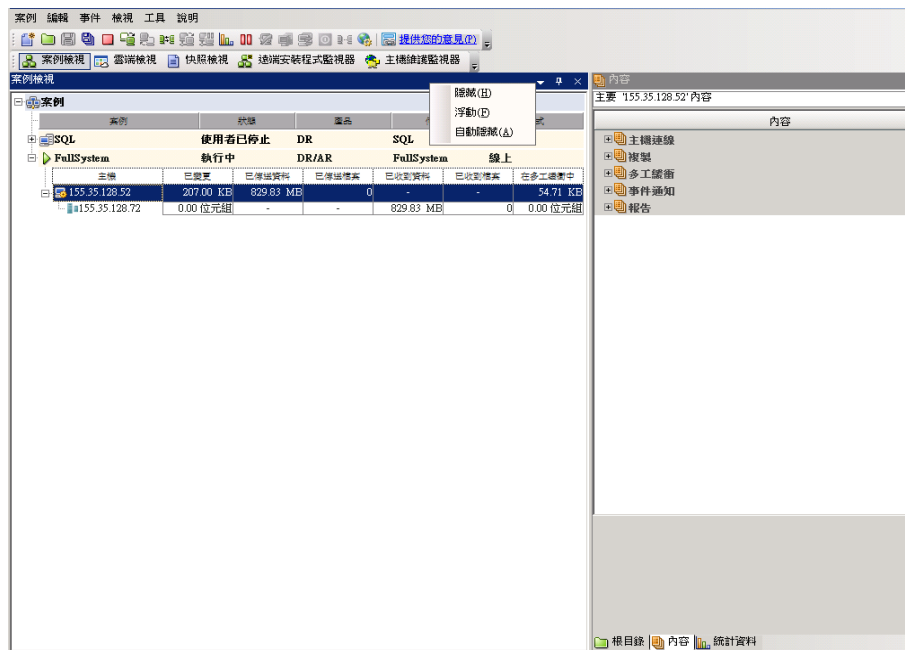 案例 編輯 事件 檢視 工具 說明
提供您的意見(P)
案例檢視 雲端檢視 快照檢視 遠端安裝程式監視器 主機維護監視器
案例檢視
內容
隱藏(H)
浮動(F)
自動隱藏(A)
主要 '155.35.128.52' 內容
案例
案例 狀態 產品
式
SQL 使用者已停止 DR SQL
FullSystem 執行中 DR/AR FullSystem 線上
主機 已變更 已傳送資料 已傳送檔案 已收到資料 已收到檔案 在多工緩衝中
155.35.128.52 207.00 KB 829.83 MB 0 - - 54.71 KB
155.35.128.72 0.00 位元組 - - 829.83 MB 0 0.00 位元組
內容
主機連線
複製
多工緩衝
事件通知
報告
根目錄 內容 統計資料